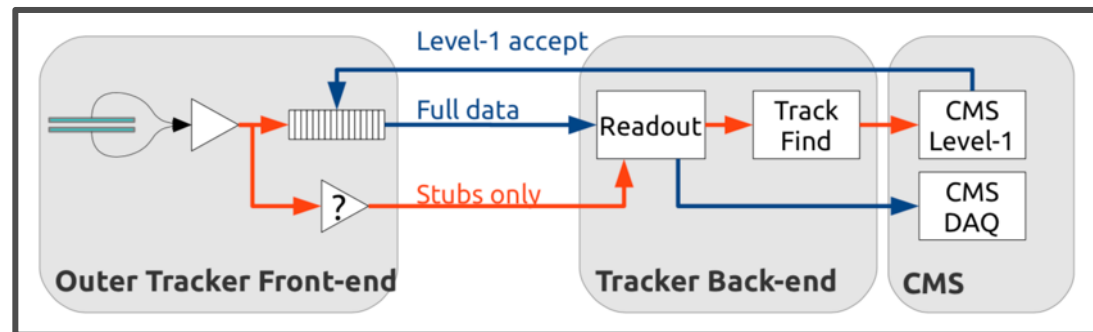 Level-1 accept
Full data
Readout
Track
Find
CMS
Level-1
?
Stubs only
CMS
DAQ
Outer Tracker Front-end
Tracker Back-end
CMS